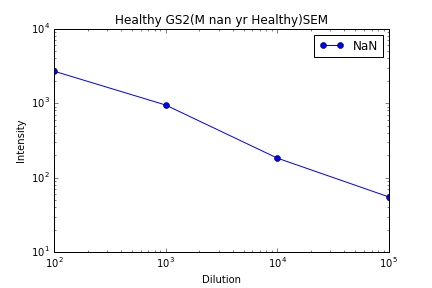 Healthy GS2(M nan yr Healthy)SEM
NaN
10^4
10^3
10^2
10^1
Intensity
10^2 10^3 10^4 10^5
Dilution